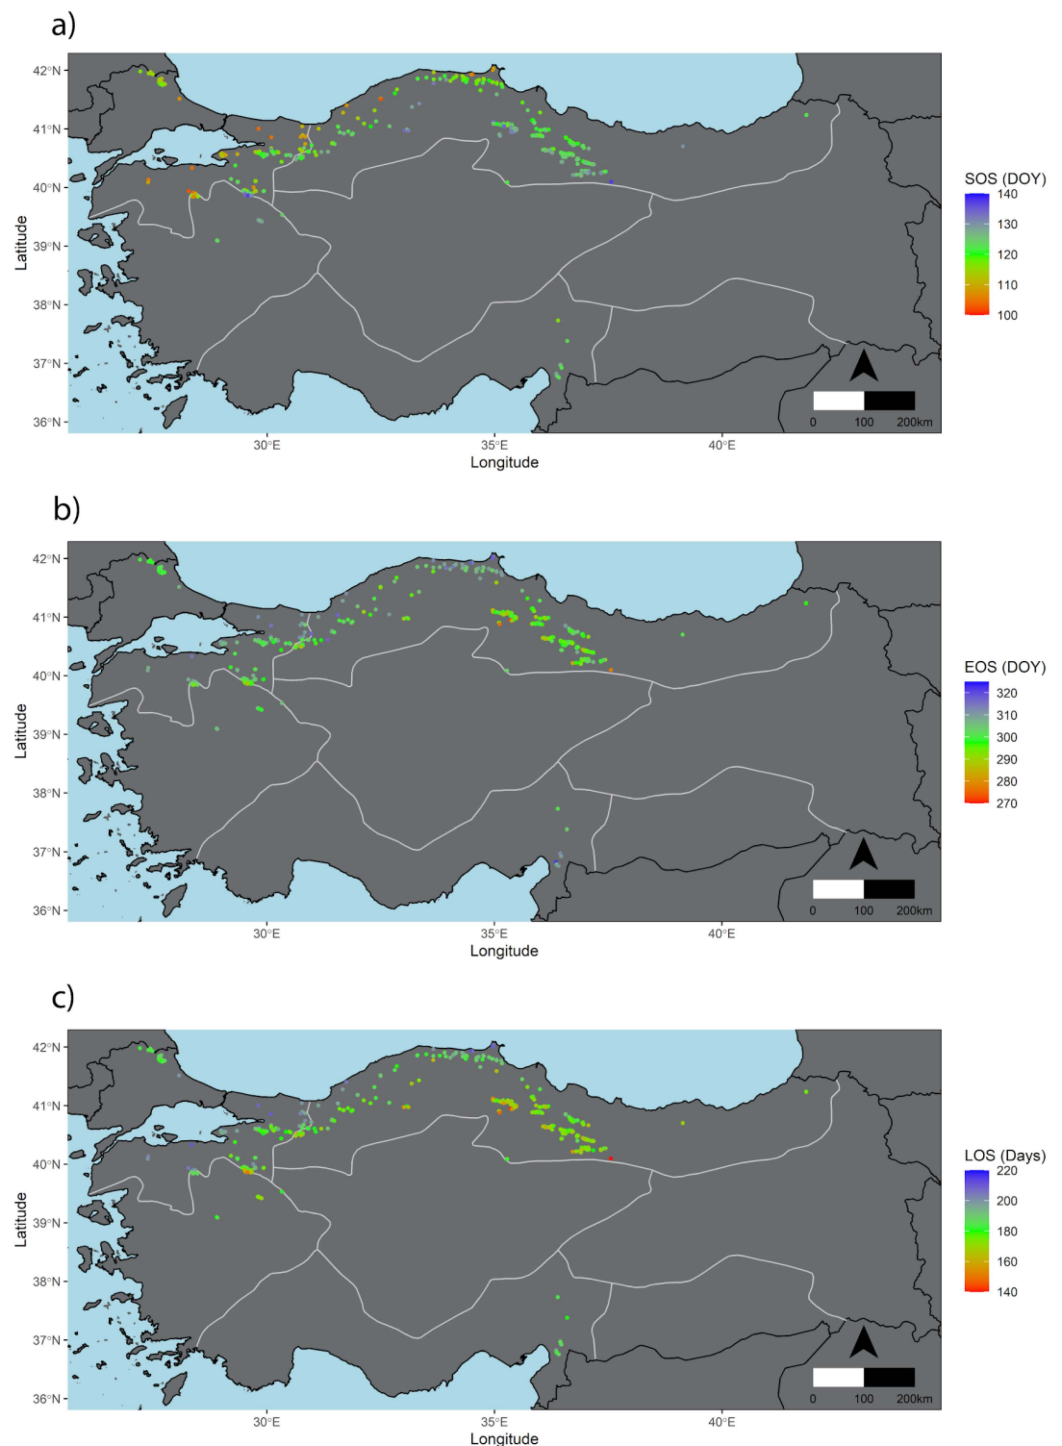 a)
42°N
41°N
40°N
39°N
38°N
37°N
36°N
Latitude
30°E
35°E
40°E
Longitude
SOS (DOY)
140
130
120
110
100
0 100 200km
b)
42°N
41°N
40°N
39°N
38°N
37°N
36°N
Latitude
30°E
35°E
40°E
Longitude
EOS (DOY)
320
310
300
290
280
270
0 100 200km
c)
42°N
41°N
40°N
39°N
38°N
37°N
36°N
Latitude
30°E
35°E
40°E
Longitude
LOS (Days)
220
200
180
160
140
0 100 200km